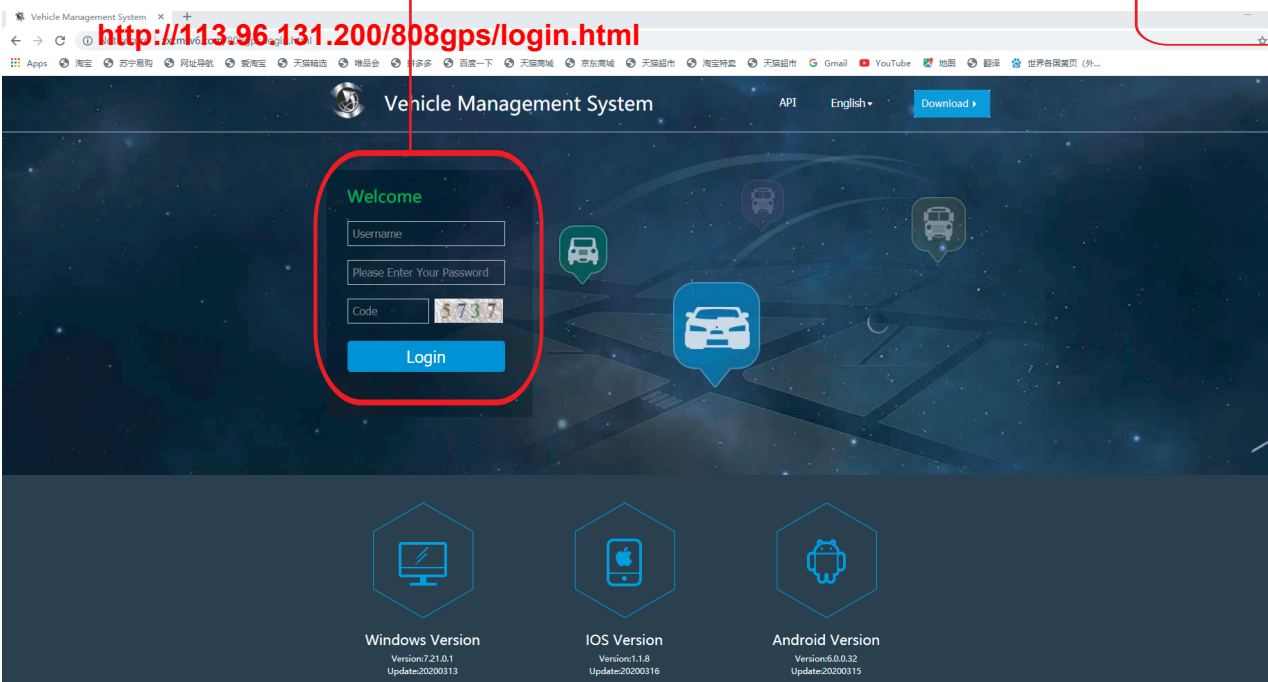 Vehicle Management System
http://113.96.131.200/808gps/login.html
Apps 淘宝 苏宁易购 网址导航 爱淘宝 天猫精选 唯品会 拼多多 百度一下 天猫商城 京东商城 天猫超市 淘宝特卖 天猫超市 Gmail YouTube 地图 翻译 世界各国黄页（外...
Vehicle Management System API English Download
Welcome
Username
Please Enter Your Password
Code 5737
Login
Windows Version IOS Version Android Version
Version:7.21.0.1 Version:1.1.8 Version:6.0.0.32
Update:20200313 Update:20200316 Update:20200315